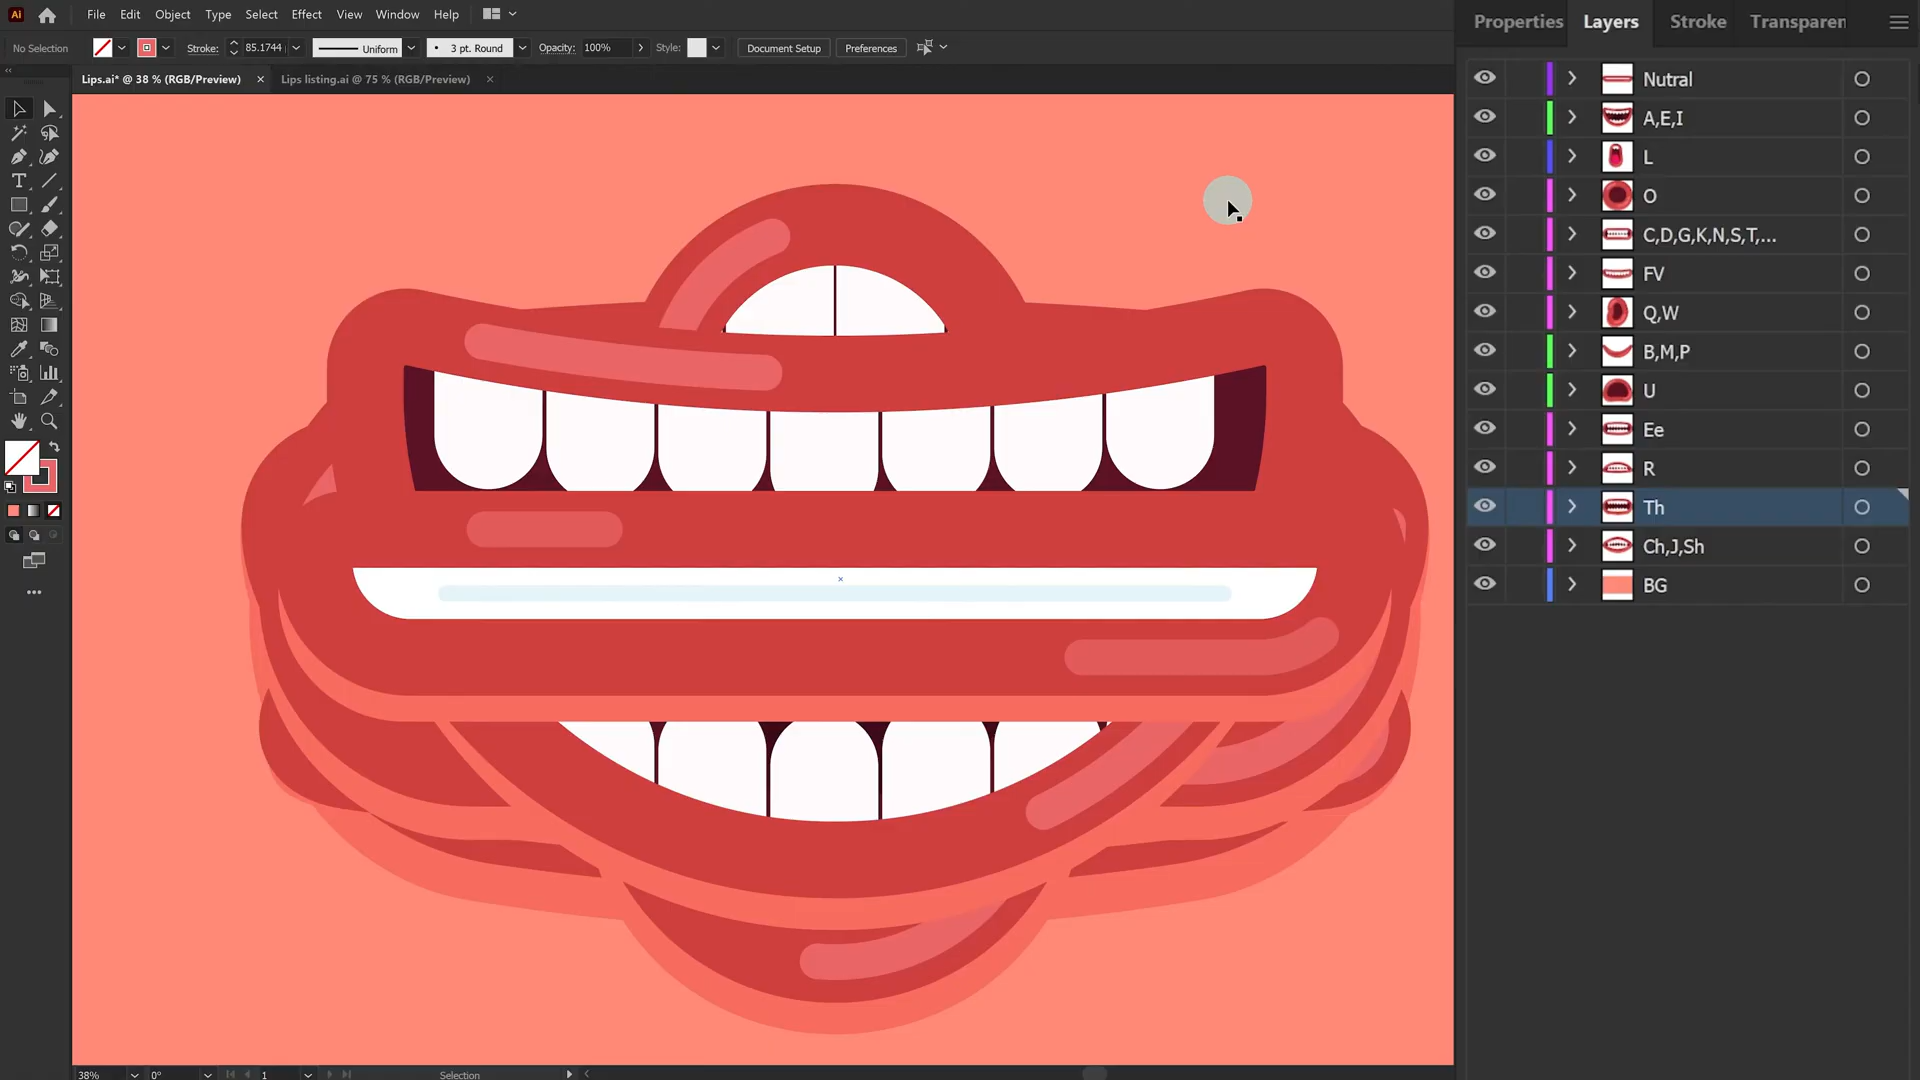 Ai File Edit Object Type Select Effect View Window Help
No Selection Stroke: 85.1744 Uniform 3 pt. Round Opacity: 100% Style: Document Setup Preferences
Lips.ai* @ 38 % (RGB/Preview) × Lips listing.ai @ 75 % (RGB/Preview) ×
Properties Layers Stroke Transparen
Nutral
A,E,I
L
O
C,D,G,K,N,S,T,...
FV
Q,W
B,M,P
U
Ee
R
Th
Ch,J,Sh
BG
38% 0° 1 Selection